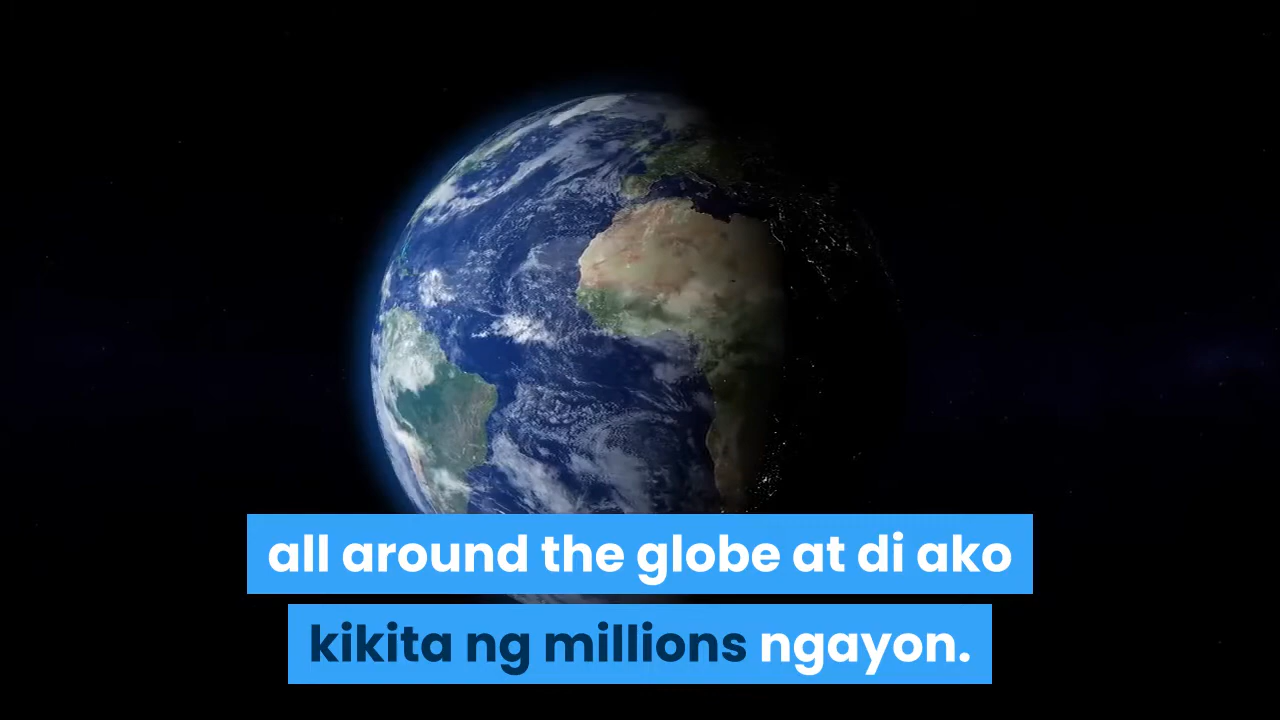 all around the globe at di ako
kikita ng millions ngayon.